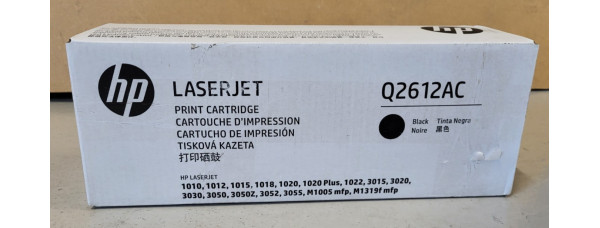 hp
LASERJET
PRINT CARTRIDGE
CARTOUCHE D'IMPRESSION
CARTUCHO DE IMPRESIÓN
TISKOVÁ KAZETA
打印硒鼓
HP LASERJET
1010, 1012, 1015, 1018, 1020, 1020 Plus, 1022, 3015, 3020,
3030, 3050, 3050Z, 3052, 3055, M1005 mfp, M1319f mfp
Q2612AC
Black Tinta Negra
Noire 黑色